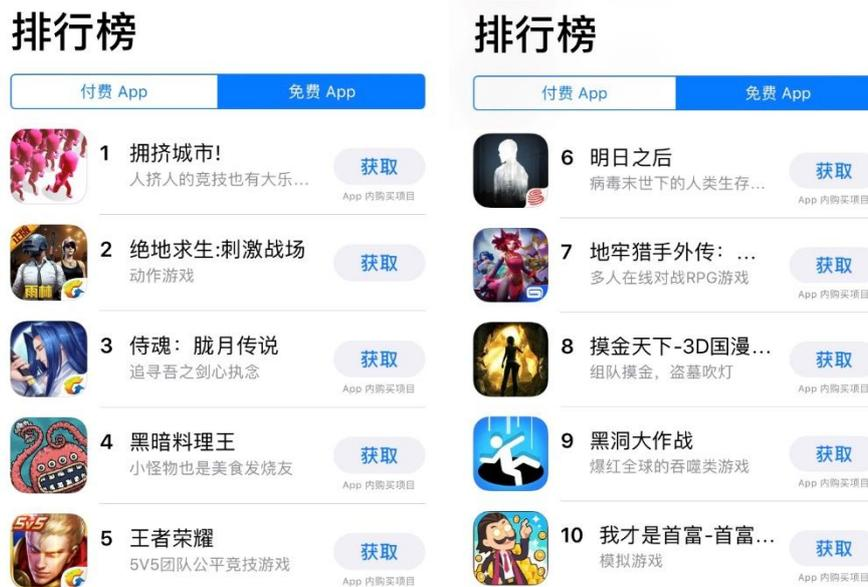 排行榜
付费 App
免费 App
1 拥挤城市!
人挤人的竞技也有大乐...
获取
App 内购买项目
正版
雨林
2 绝地求生:刺激战场
动作游戏
获取
3 侍魂：胧月传说
追寻吾之剑心执念
获取
App 内购买项目
4 黑暗料理王
小怪物也是美食发烧友
获取
App 内购买项目
5V5
5 王者荣耀
5V5团队公平竞技游戏
获取
App 内购买项目
排行榜
付费 App
免费 App
6 明日之后
病毒末世下的人类生存...
获取
App 内购买项目
7 地牢猎手外传：...
多人在线对战RPG游戏
获取
App 内购买项目
8 摸金天下-3D国漫...
组队摸金，盗墓吹灯
获取
App 内购买项目
9 黑洞大作战
爆红全球的吞噬类游戏
获取
App 内购买项目
10 我才是首富-首富...
模拟游戏
获取
App 内购买项目